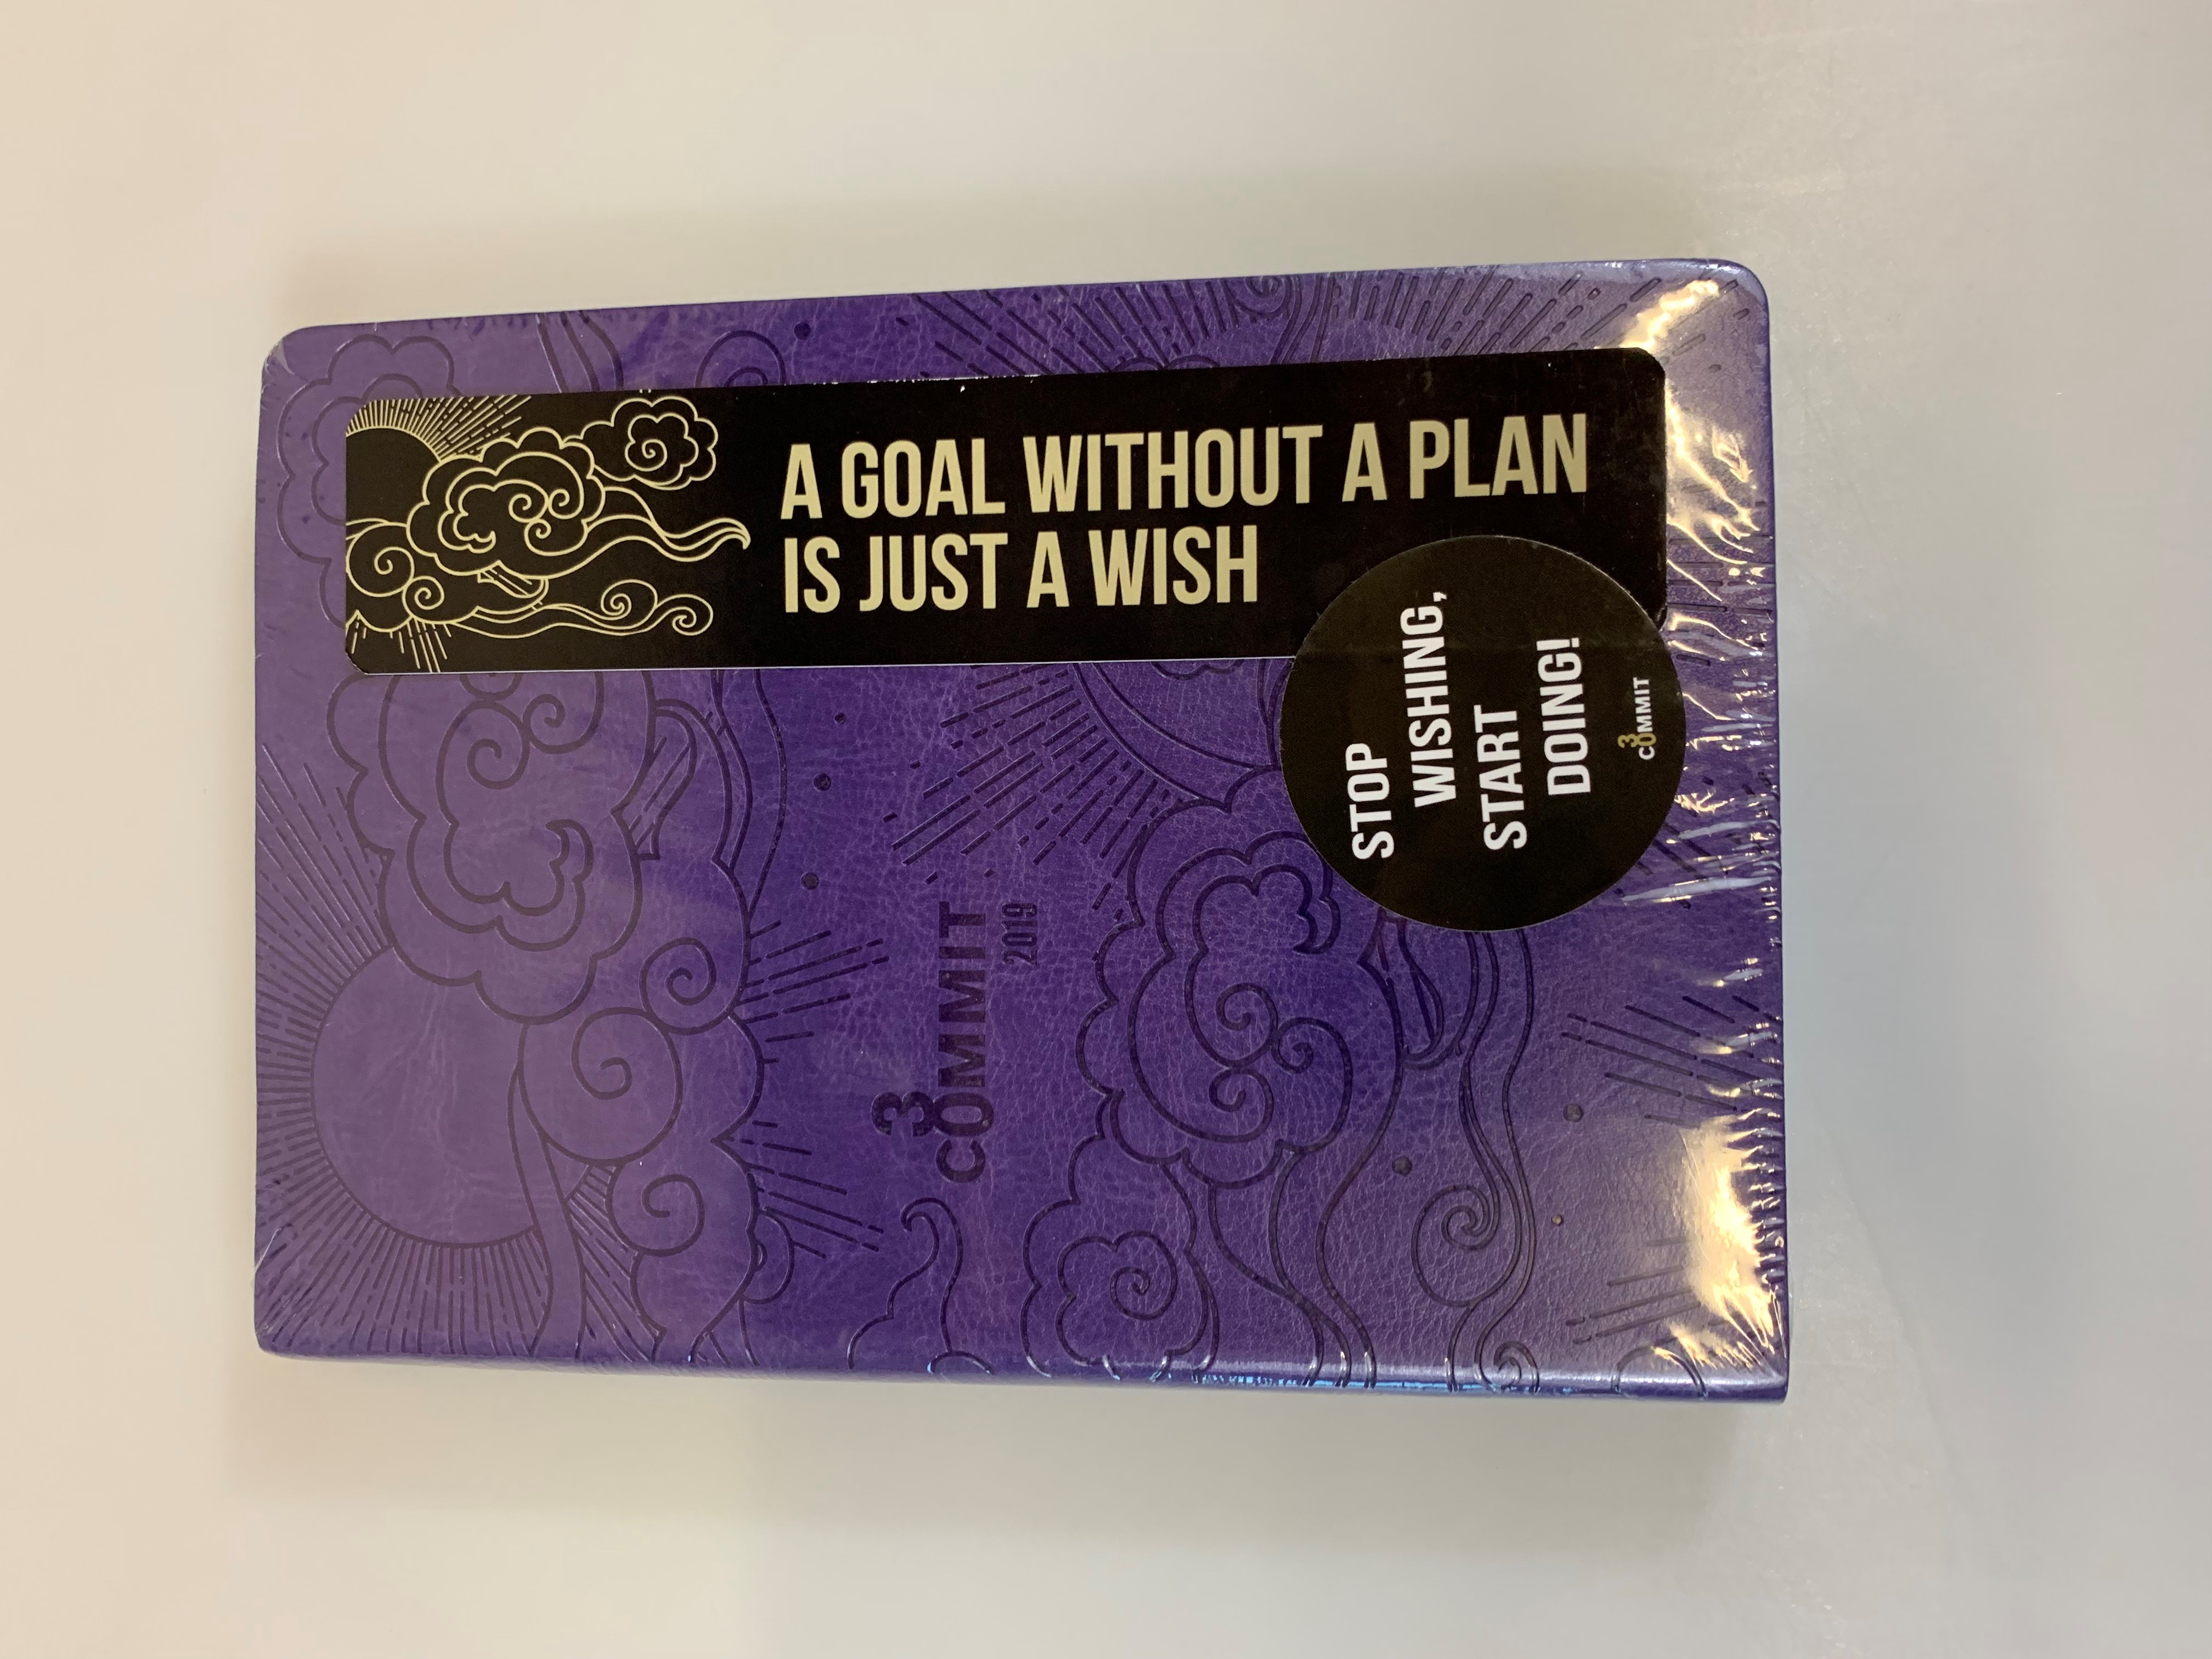 A GOAL WITHOUT A PLAN
IS JUST A WISH
STOP
WISHING,
START
DOING!
3
COMMIT
3
COMMIT
2019